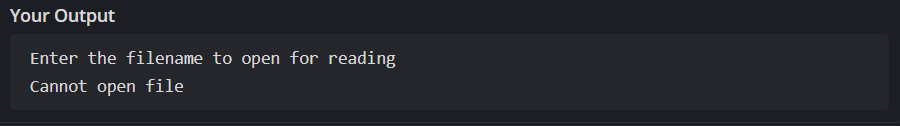 Your Output
Enter the filename to open for reading
Cannot open file